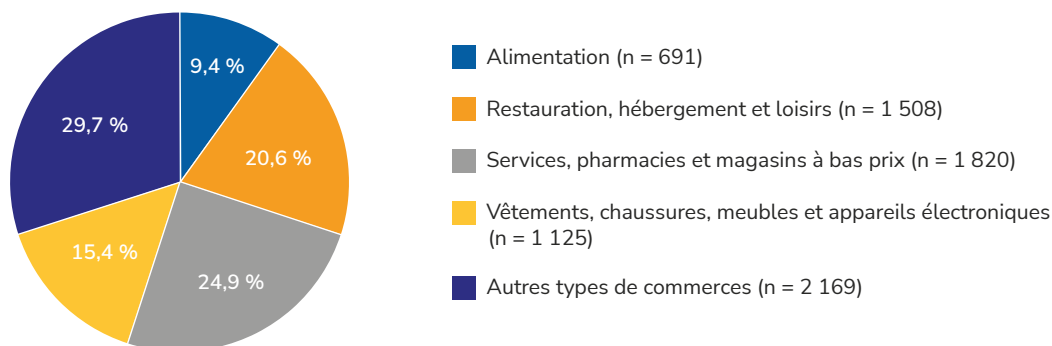 9,4 %
20,6 %
24,9 %
15,4 %
29,7 %
Alimentation (n = 691)
Restauration, hébergement et loisirs (n = 1 508)
Services, pharmacies et magasins à bas prix (n = 1 820)
Vêtements, chaussures, meubles et appareils électroniques
(n = 1 125)
Autres types de commerces (n = 2 169)